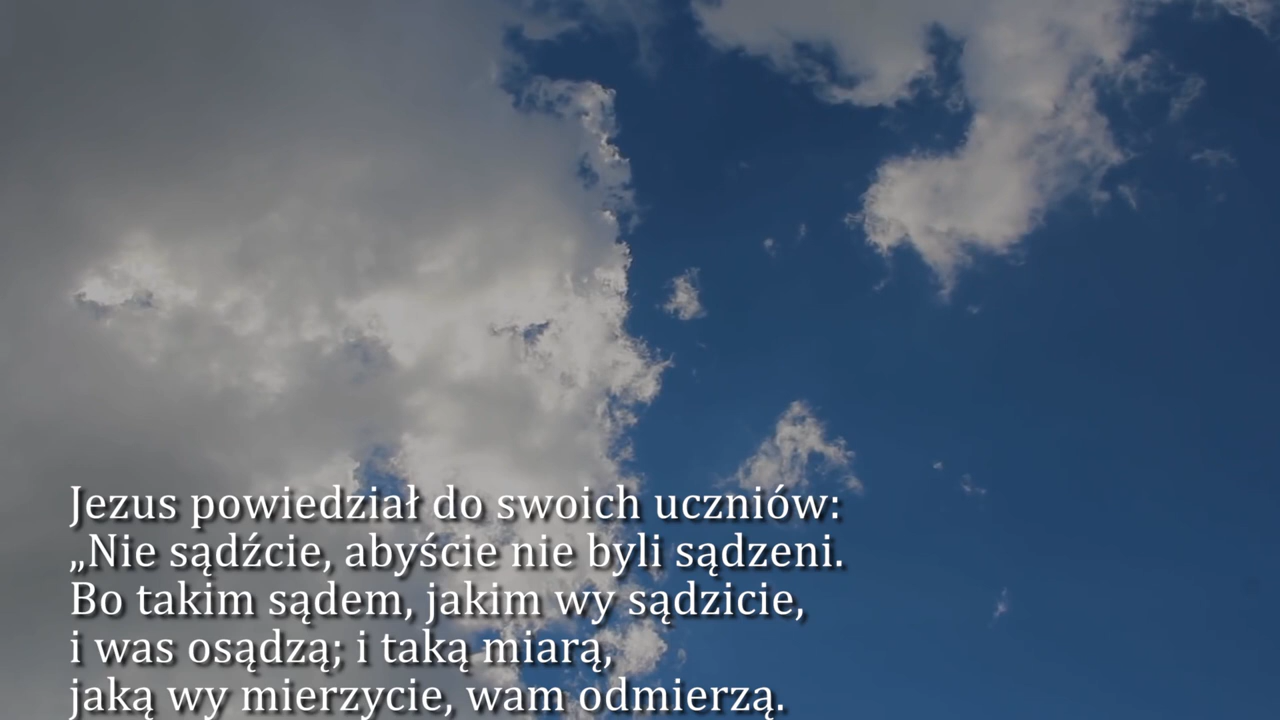 Jezus powiedział do swoich uczniów:
„Nie sądźcie, abyście nie byli sądzeni.
Bo takim sądem, jakim wy sądzicie,
i was osądzą; i taką miarą,
jaką wy mierzycie, wam odmierzą.